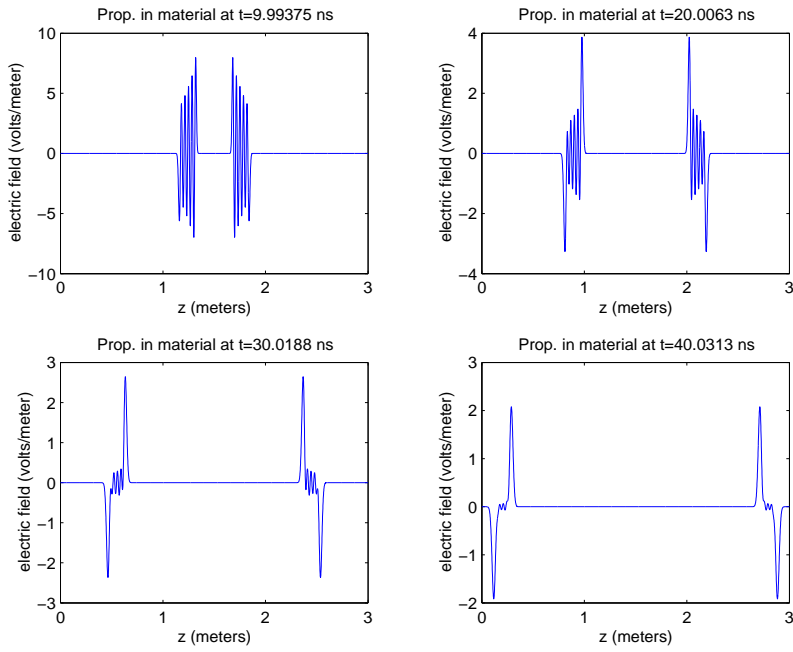 Prop. in material at t=9.99375 ns
10
5
0
−5
−10
electric field (volts/meter)
0 1 2 3
z (meters)
Prop. in material at t=20.0063 ns
4
2
0
−2
−4
electric field (volts/meter)
0 1 2 3
z (meters)
Prop. in material at t=30.0188 ns
3
2
1
0
−1
−2
−3
electric field (volts/meter)
0 1 2 3
z (meters)
Prop. in material at t=40.0313 ns
3
2
1
0
−1
−2
electric field (volts/meter)
0 1 2 3
z (meters)